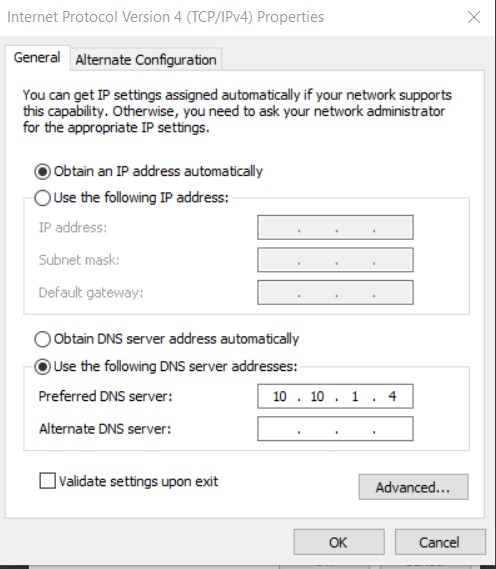 Internet Protocol Version 4 (TCP/IPv4) Properties
General
Alternate Configuration
You can get IP settings assigned automatically if your network supports
this capability. Otherwise, you need to ask your network administrator
for the appropriate IP settings.
Obtain an IP address automatically
Use the following IP address:
IP address:
. . .
Subnet mask:
. . .
Default gateway:
. . .
Obtain DNS server address automatically
Use the following DNS server addresses:
Preferred DNS server:
10 . 10 . 1 . 4
Alternate DNS server:
. . .
Validate settings upon exit
Advanced...
OK
Cancel